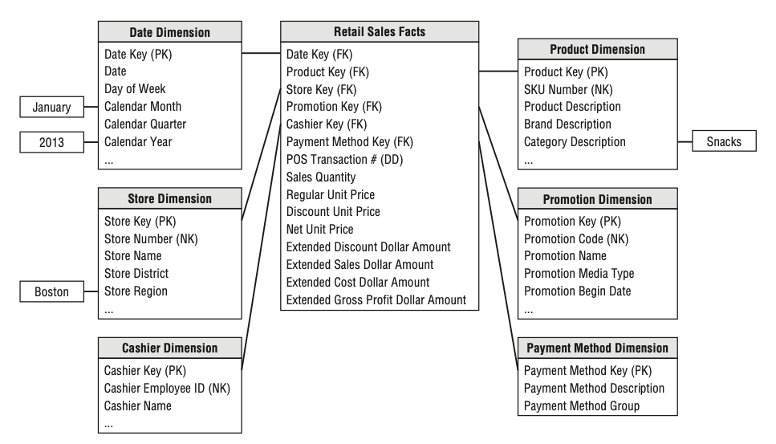 Date Dimension
Date Key (PK)
Date
Day of Week
Calendar Month
Calendar Quarter
Calendar Year
...
January
2013
Store Dimension
Store Key (PK)
Store Number (NK)
Store Name
Store District
Store Region
...
Boston
Cashier Dimension
Cashier Key (PK)
Cashier Employee ID (NK)
Cashier Name
...
Retail Sales Facts
Date Key (FK)
Product Key (FK)
Store Key (FK)
Promotion Key (FK)
Cashier Key (FK)
Payment Method Key (FK)
POS Transaction # (DD)
Sales Quantity
Regular Unit Price
Discount Unit Price
Net Unit Price
Extended Discount Dollar Amount
Extended Sales Dollar Amount
Extended Cost Dollar Amount
Extended Gross Profit Dollar Amount
Product Dimension
Product Key (PK)
SKU Number (NK)
Product Description
Brand Description
Category Description
...
Snacks
Promotion Dimension
Promotion Key (PK)
Promotion Code (NK)
Promotion Name
Promotion Media Type
Promotion Begin Date
...
Payment Method Dimension
Payment Method Key (PK)
Payment Method Description
Payment Method Group